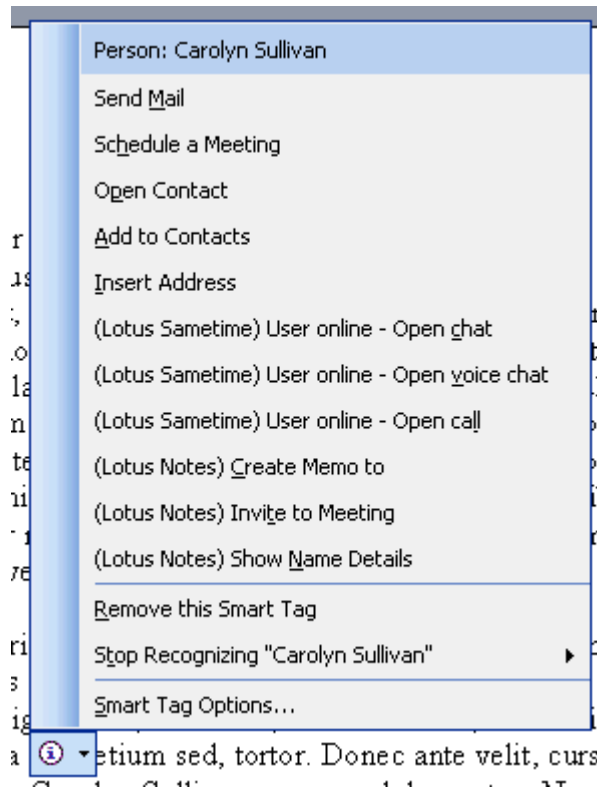 Person: Carolyn Sullivan
Send Mail
Schedule a Meeting
Open Contact
Add to Contacts
Insert Address
(Lotus Sametime) User online - Open chat
(Lotus Sametime) User online - Open voice chat
(Lotus Sametime) User online - Open call
(Lotus Notes) Create Memo to
(Lotus Notes) Invite to Meeting
(Lotus Notes) Show Name Details
Remove this Smart Tag
Stop Recognizing "Carolyn Sullivan"
Smart Tag Options...
etium sed, tortor. Donec ante velit, curs